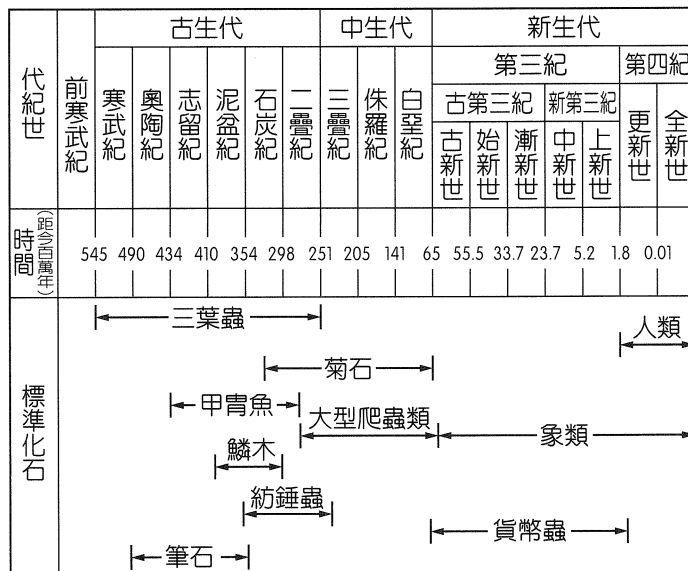 代紀世
前寒武紀
古生代
中生代
新生代
寒武紀
奧陶紀
志留紀
泥盆紀
石炭紀
二疊紀
三疊紀
侏羅紀
白堊紀
第三紀
第四紀
古第三紀
新第三紀
古新世
始新世
漸新世
中新世
上新世
更新世
全新世
時間
(距今百萬年)
545 490 434 410 354 298 251 205 141 65 55.5 33.7 23.7 5.2 1.8 0.01
標準化石
三葉蟲
人類
菊石
甲冑魚
大型爬蟲類
象類
鱗木
紡錘蟲
貨幣蟲
筆石